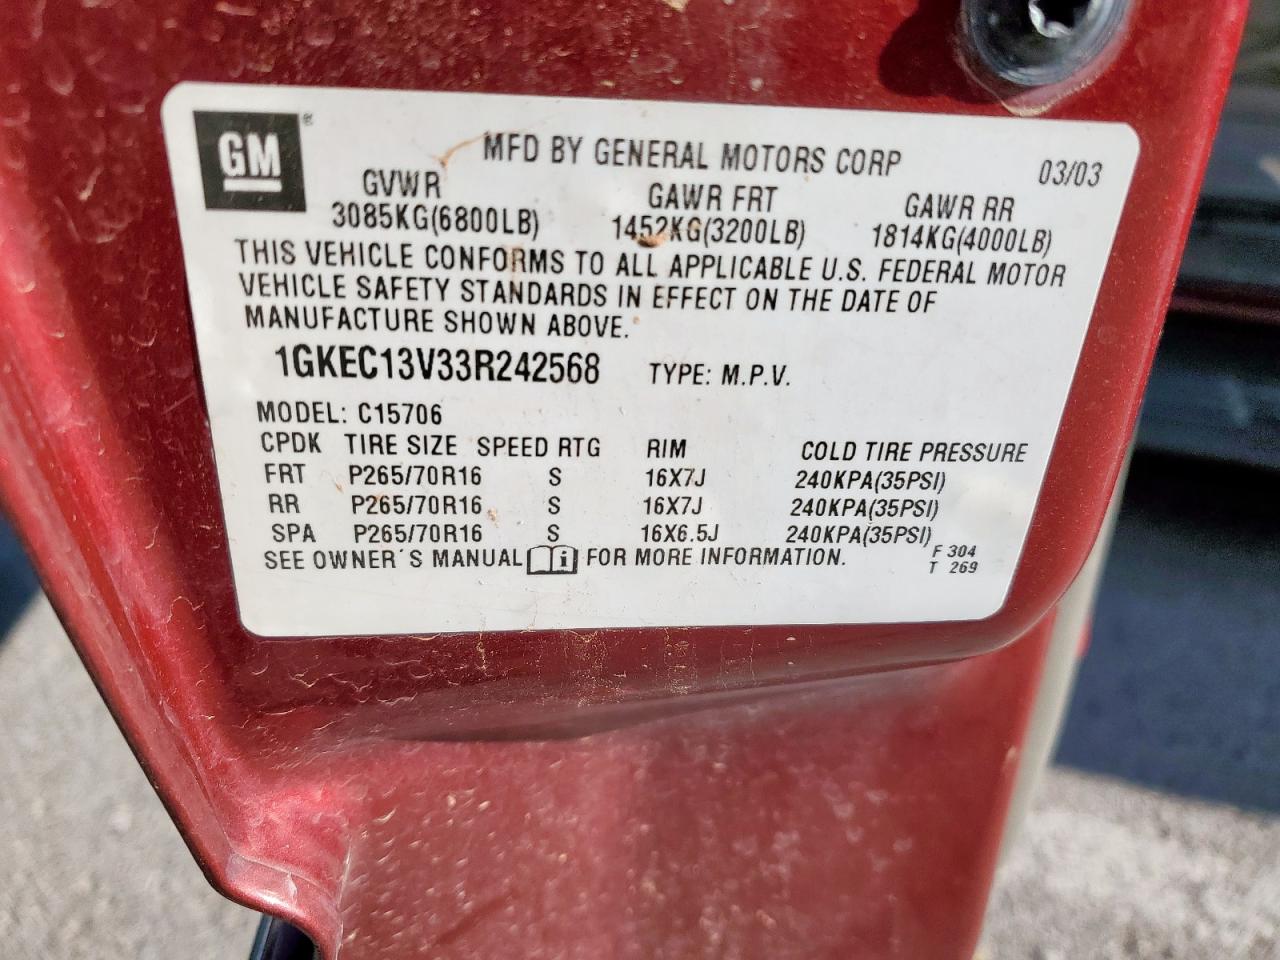 GM®
MFD BY GENERAL MOTORS CORP 03/03
GVWR GAWR FRT GAWR RR
3085KG(6800LB) 1452KG(3200LB) 1814KG(4000LB)
THIS VEHICLE CONFORMS TO ALL APPLICABLE U.S. FEDERAL MOTOR
VEHICLE SAFETY STANDARDS IN EFFECT ON THE DATE OF
MANUFACTURE SHOWN ABOVE.
1GKEC13V33R242568 TYPE: M.P.V.
MODEL: C15706
CPDK TIRE SIZE SPEED RTG RIM COLD TIRE PRESSURE
FRT P265/70R16 S 16X7J 240KPA(35PSI)
RR P265/70R16 S 16X7J 240KPA(35PSI)
SPA P265/70R16 S 16X6.5J 240KPA(35PSI)
SEE OWNER´S MANUAL i FOR MORE INFORMATION.
F 304
T 269